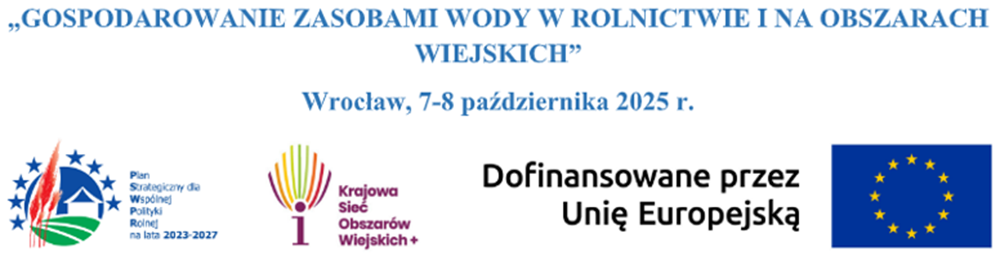 „GOSPODAROWANIE ZASOBAMI WODY W ROLNICTWIE I NA OBSZARACH
WIEJSKICH”
Wrocław, 7-8 października 2025 r.
Plan
Strategiczny dla
Wspólnej
Polityki
Rolnej
na lata 2023-2027
Krajowa
Sieć
Obszarów
Wiejskich +
Dofinansowane przez
Unię Europejską